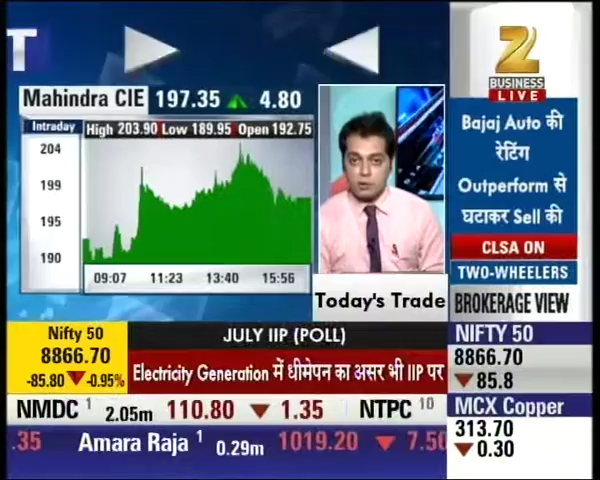 T
Z
BUSINESS
LIVE
Mahindra CIE 197.35 4.80
Intraday High 203.90 Low 189.95 Open 192.75
204
199
195
190
09:07 11:23 13:40 15:56
Today's Trade
Bajaj Auto की
रेटिंग
Outperform से
घटाकर Sell की
CLSA ON
TWO-WHEELERS
BROKERAGE VIEW
Nifty 50
8866.70
-85.80 -0.95%
JULY IIP (POLL)
Electricity Generation में धीमेपन का असर भी IIP पर
NIFTY 50
8866.70
85.8
MCX Copper
313.70
0.30
NMDC 1 2.05m 110.80 1.35 NTPC 10
.35 Amara Raja 1 0.29m 1019.20 7.50